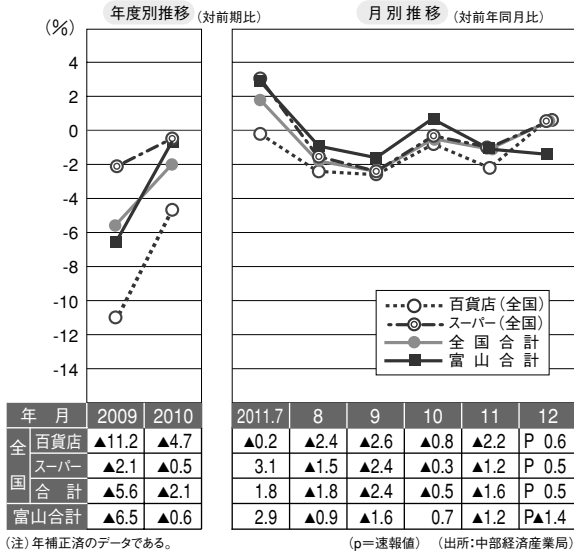 年度別推移 (対前期比) 月別推移 (対前年同月比)
(%)
4
2
0
-2
-4
-6
-8
-10
-12
-14
百貨店(全国)
スーパー(全国)
全国合計
富山合計
年 月 2009 2010 2011.7 8 9 10 11 12
全国 百貨店 ▲11.2 ▲4.7 ▲0.2 ▲2.4 ▲2.6 ▲0.8 ▲2.2 P 0.6
スーパー ▲2.1 ▲0.5 3.1 ▲1.5 ▲2.4 ▲0.3 ▲1.2 P 0.5
合 計 ▲5.6 ▲2.1 1.8 ▲1.8 ▲2.4 ▲0.5 ▲1.6 P 0.5
富山合計 ▲6.5 ▲0.6 2.9 ▲0.9 ▲1.6 0.7 ▲1.2 P▲1.4
(注)年補正済のデータである。 (p=速報値) (出所:中部経済産業局)